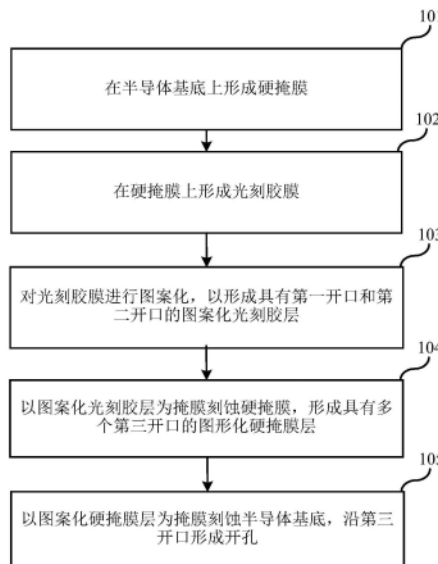 101
在半导体基底上形成硬掩膜
102
在硬掩膜上形成光刻胶膜
103
对光刻胶膜进行图案化，以形成具有第一开口和第
二开口的图案化光刻胶层
104
以图案化光刻胶层为掩膜刻蚀硬掩膜，形成具有多
个第三开口的图形化硬掩膜层
105
以图案化硬掩膜层为掩膜刻蚀半导体基底，沿第三
开口形成开孔